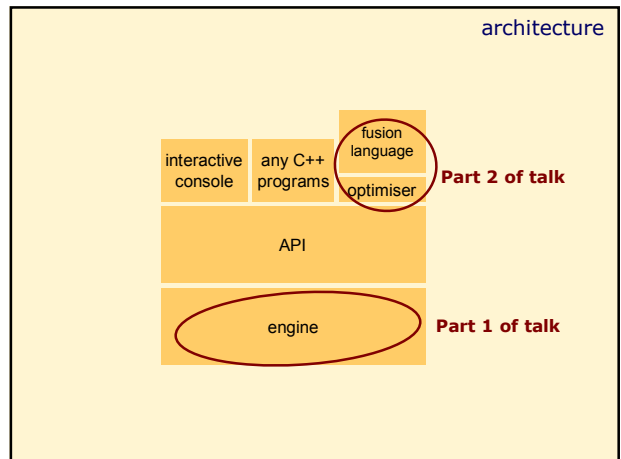 architecture
fusion
language
interactive
console
any C++
programs
optimiser
Part 2 of talk
API
engine
Part 1 of talk